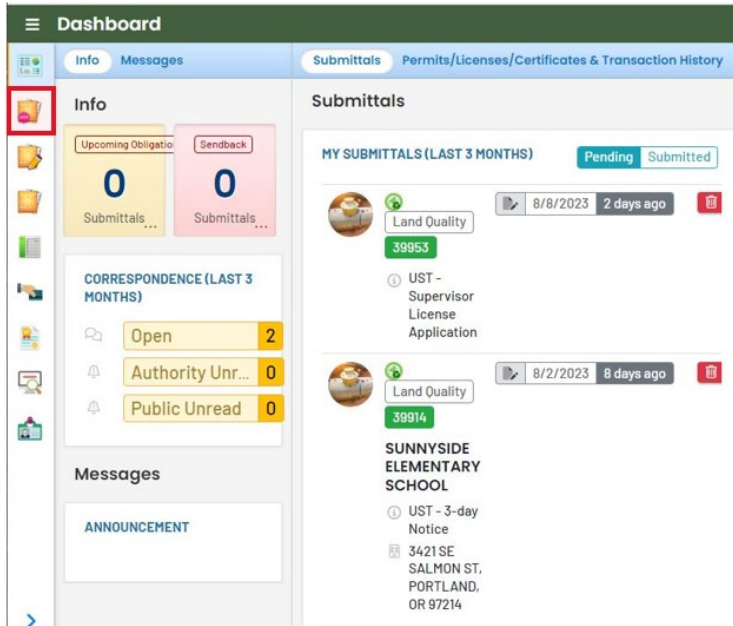 Dashboard
Info Messages
Submittals Permits/Licenses/Certificates & Transaction History
Info
Upcoming Obligatio
0
Submittals...
Sendback
0
Submittals...
CORRESPONDENCE (LAST 3
MONTHS)
Open 2
Authority Unr... 0
Public Unread 0
Messages
ANNOUNCEMENT
Submittals
MY SUBMITTALS (LAST 3 MONTHS)
Pending Submitted
8/8/2023 2 days ago
Land Quality
39953
UST -
Supervisor
License
Application
8/2/2023 8 days ago
Land Quality
39914
SUNNYSIDE
ELEMENTARY
SCHOOL
UST - 3-day
Notice
3421 SE
SALMON ST,
PORTLAND,
OR 97214